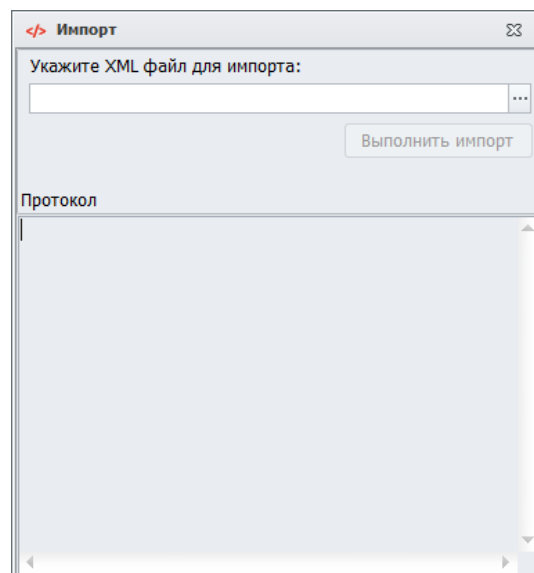 </> Импорт
Укажите XML файл для импорта:
...
Выполнить импорт
Протокол